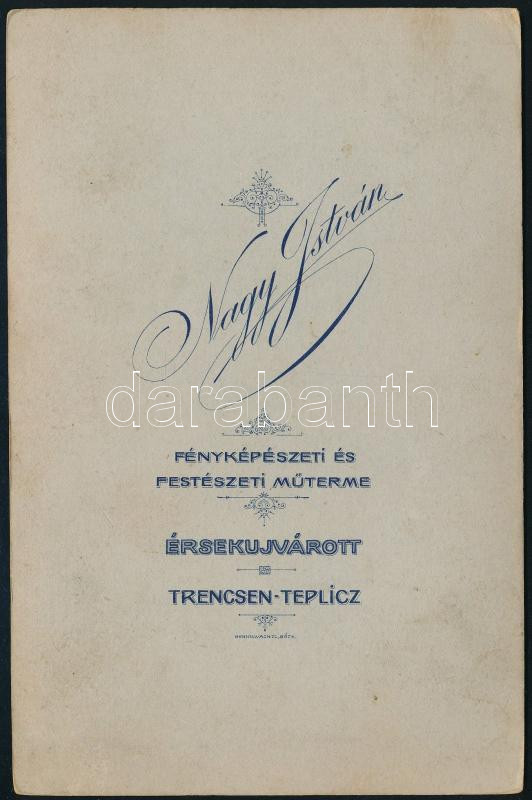 Nagy István
darabanth
FÉNYKÉPÉSZETI ÉS
FESTÉSZETI MŰTERME
ÉRSEKUJVÁROTT
TRENCSEN-TEPLICZ